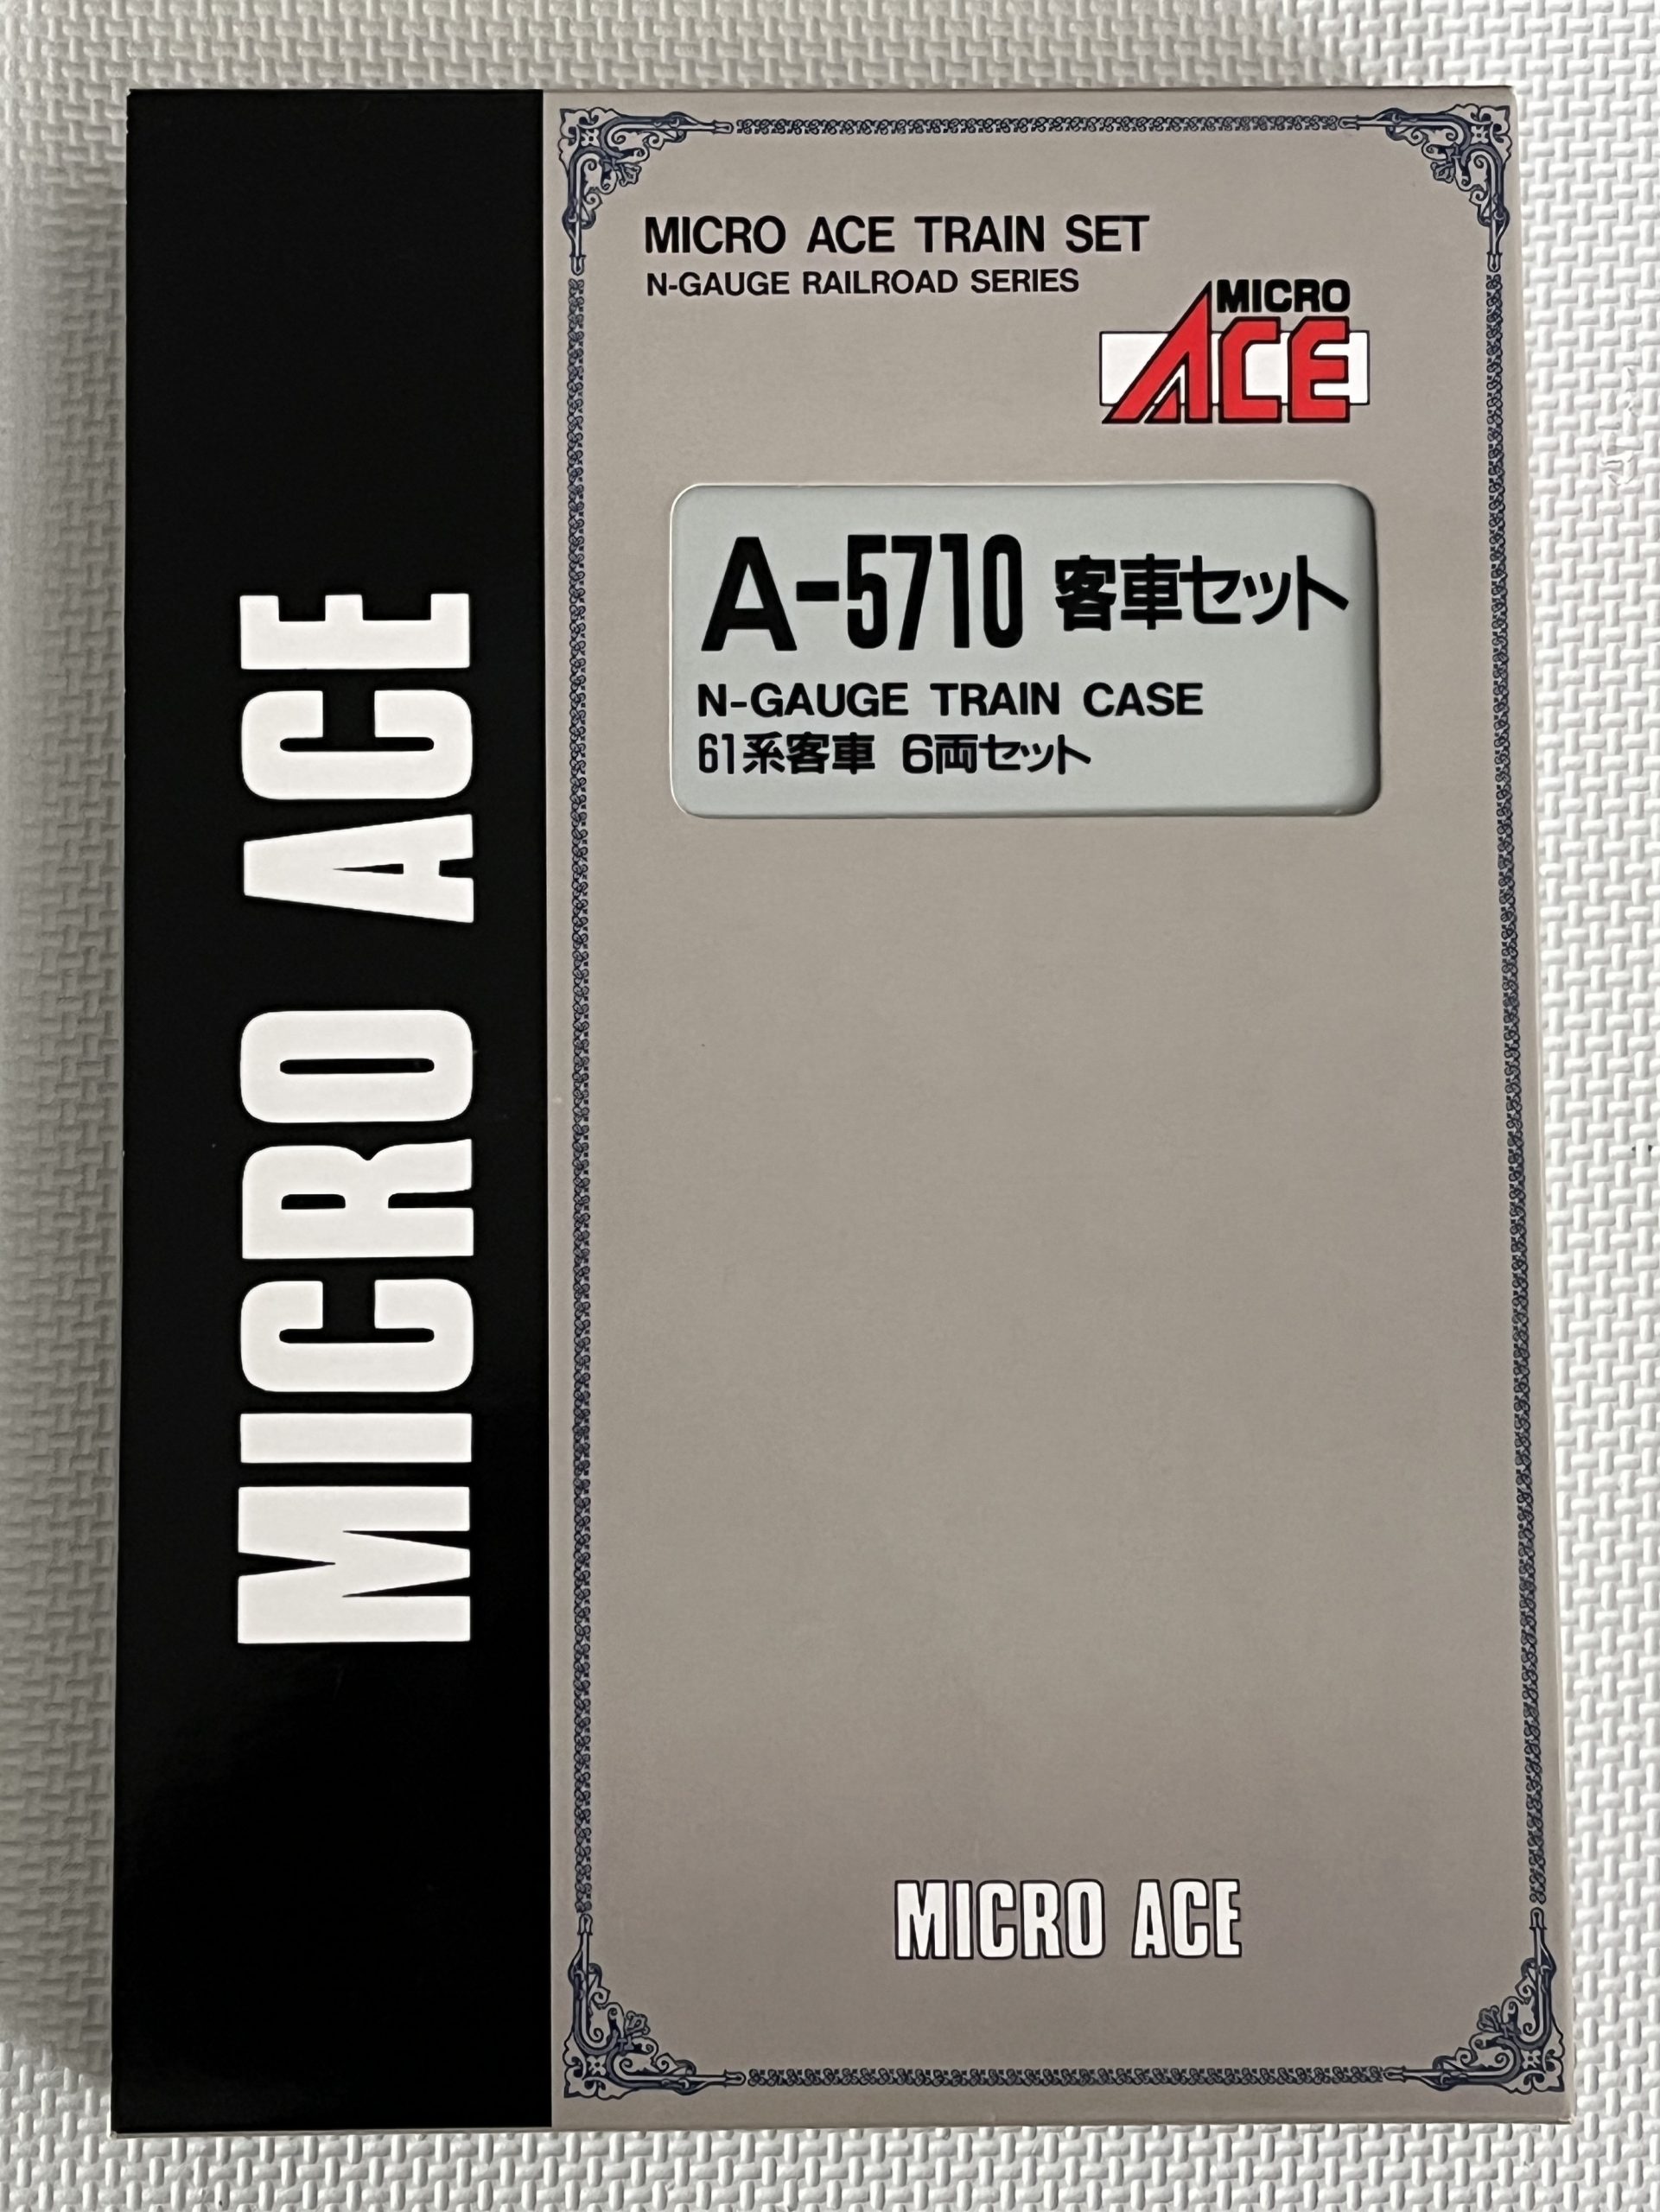 MICRO ACE
MICRO ACE TRAIN SET
N-GAUGE RAILROAD SERIES
MICRO
ACE
A-5710 客車セット
N-GAUGE TRAIN CASE
61系客車 6両セット
MICRO ACE